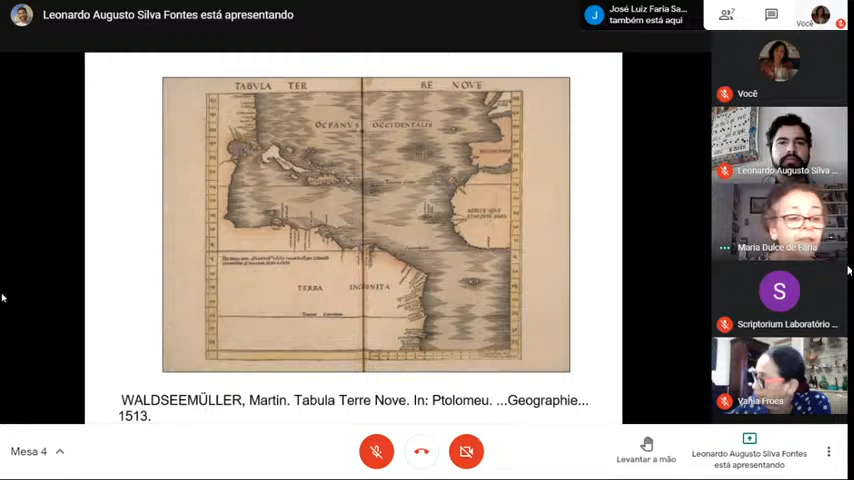 Leonardo Augusto Silva Fontes está apresentando
J
José Luiz Faria Sa...
também está aqui
7
Você
Você
Leonardo Augusto Silva ...
Maria Dulce de Faria
S
Scriptorium Laboratório ...
Vania Froes
TABULA TER RE NOVE
OCEANVS OCCIDENTALIS
TERRA INCOGNITA
WALDSEEMÜLLER, Martin. Tabula Terre Nove. In: Ptolomeu. ...Geographie...
1513.
Mesa 4
Levantar a mão
Leonardo Augusto Silva Fontes
está apresentando